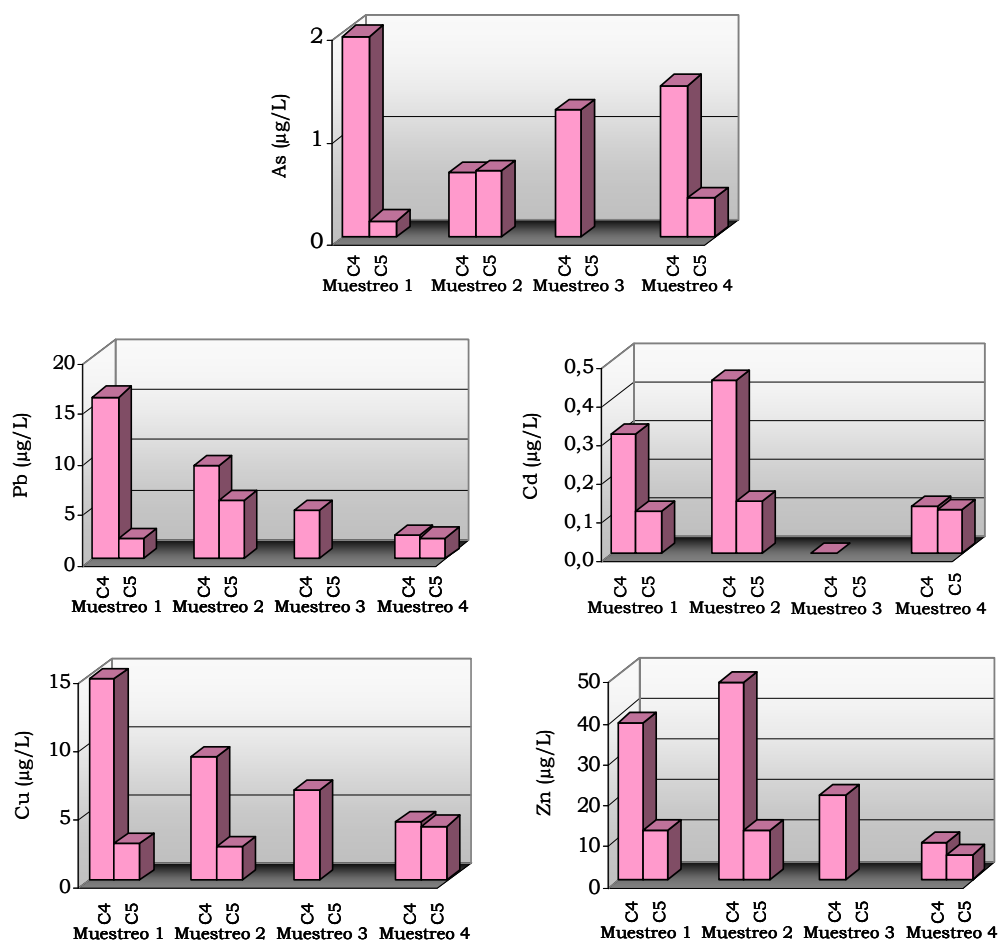 As (µg/L)
2
1
0
C4 C5 C4 C5 C4 C5 C4 C5
Muestreo 1 Muestreo 2 Muestreo 3 Muestreo 4
Pb (µg/L)
20
15
10
5
0
C4 C5 C4 C5 C4 C5 C4 C5
Muestreo 1 Muestreo 2 Muestreo 3 Muestreo 4
Cd (µg/L)
0,5
0,4
0,3
0,2
0,1
0,0
C4 C5 C4 C5 C4 C5 C4 C5
Muestreo 1 Muestreo 2 Muestreo 3 Muestreo 4
Cu (µg/L)
15
10
5
0
C4 C5 C4 C5 C4 C5 C4 C5
Muestreo 1 Muestreo 2 Muestreo 3 Muestreo 4
Zn (µg/L)
50
40
30
20
10
0
C4 C5 C4 C5 C4 C5 C4 C5
Muestreo 1 Muestreo 2 Muestreo 3 Muestreo 4